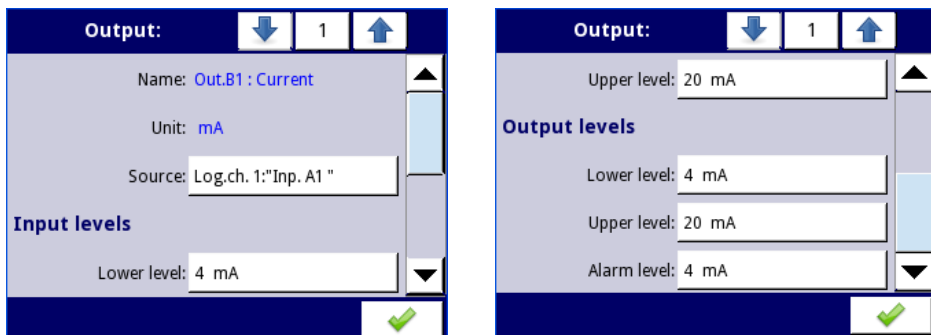 Output: 1
Name: Out.B1 : Current
Unit: mA
Source: Log.ch. 1:"Inp. A1 "
Input levels
Lower level: 4 mA
Output: 1
Upper level: 20 mA
Output levels
Lower level: 4 mA
Upper level: 20 mA
Alarm level: 4 mA